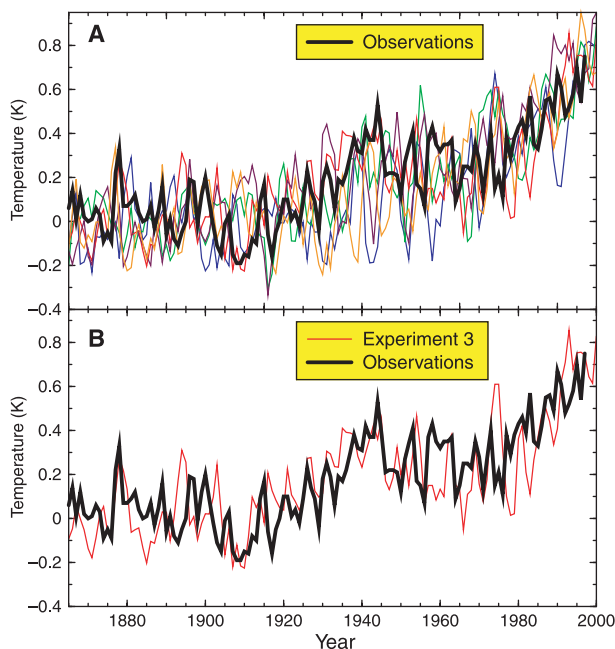 A
Observations
Temperature (K)
0.8
0.6
0.4
0.2
0
−0.2
−0.4
B
Experiment 3
Observations
Temperature (K)
0.8
0.6
0.4
0.2
0
−0.2
−0.4
1880 1900 1920 1940 1960 1980 2000
Year